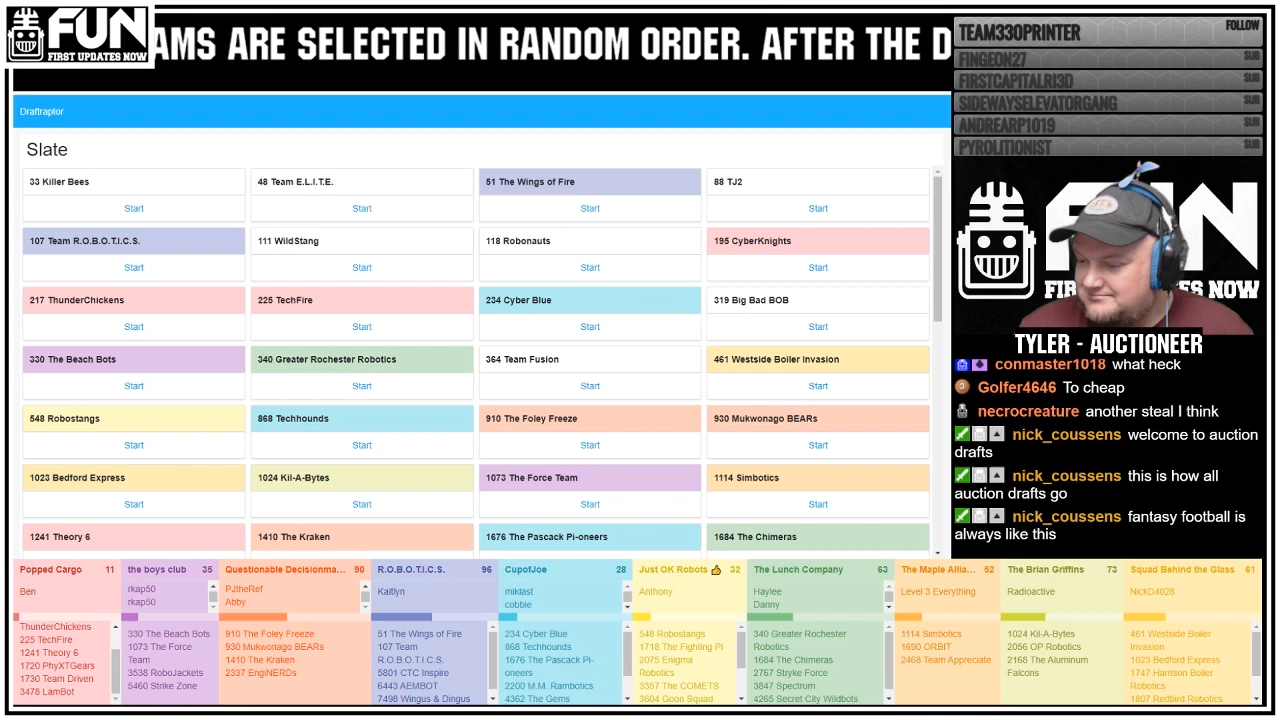 FUN
FIRST UPDATES NOW
AMS ARE SELECTED IN RANDOM ORDER. AFTER THE D
TEAM330PRINTER FOLLOW
FINGEON27 SUB
FIRSTCAPITALRI3D SUB
SIDEWAYSELEVATORGANG SUB
ANDREARP1019 SUB
PYROLITIONIST SUB
Draftraptor
Slate
33 Killer Bees
Start
48 Team E.L.I.T.E.
Start
51 The Wings of Fire
Start
88 TJ2
Start
107 Team R.O.B.O.T.I.C.S.
Start
111 WildStang
Start
118 Robonauts
Start
195 CyberKnights
Start
217 ThunderChickens
Start
225 TechFire
Start
234 Cyber Blue
Start
319 Big Bad BOB
Start
330 The Beach Bots
Start
340 Greater Rochester Robotics
Start
364 Team Fusion
Start
461 Westside Boiler Invasion
Start
548 Robostangs
Start
868 Techhounds
Start
910 The Foley Freeze
Start
930 Mukwonago BEARs
Start
1023 Bedford Express
Start
1024 Kil-A-Bytes
Start
1073 The Force Team
Start
1114 Simbotics
Start
1241 Theory 6
1410 The Kraken
1676 The Pascack Pi-oneers
1684 The Chimeras
TYLER - AUCTIONEER
conmaster1018 what heck
Golfer4646 To cheap
necrocreature another steal I think
nick_coussens welcome to auction
drafts
nick_coussens this is how all
auction drafts go
nick_coussens fantasy football is
always like this
Popped Cargo 11
Ben
ThunderChickens
225 TechFire
1241 Theory 6
1720 PhyXTGears
1730 Team Driven
3478 LamBot
the boys club 35
rkap50
rkap50
330 The Beach Bots
1073 The Force
Team
3538 RoboJackets
5460 Strike Zone
Questionable Decisionma... 90
PJtheRef
Abby
910 The Foley Freeze
930 Mukwonago BEARs
1410 The Kraken
2337 EngiNERDs
R.O.B.O.T.I.C.S. 96
Kaitlyn
51 The Wings of Fire
107 Team
R.O.B.O.T.I.C.S.
5801 CTC Inspire
6443 AEMBOT
7498 Wingus & Dingus
CupofJoe 28
miklast
cobbie
234 Cyber Blue
868 Techhounds
1676 The Pascack Pi-
oneers
2200 M.M. Rambotics
4362 The Gems
Just OK Robots 👍 32
Anthony
548 Robostangs
1718 The Fighting Pi
2075 Enigma
Robotics
3357 The COMETS
3604 Goon Squad
The Lunch Company 63
Haylee
Danny
340 Greater Rochester
Robotics
1684 The Chimeras
2767 Stryke Force
3847 Spectrum
4265 Secret City Wildbots
The Maple Allia... 52
Level 3 Everything
1114 Simbotics
1690 ORBIT
2468 Team Appreciate
The Brian Griffins 73
Radioactive
1024 Kil-A-Bytes
2056 OP Robotics
2168 The Aluminum
Falcons
Squad Behind the Glass 61
NickD4028
461 Westside Boiler
Invasion
1023 Bedford Express
1747 Harrison Boiler
Robotics
1807 Redbird Robotics